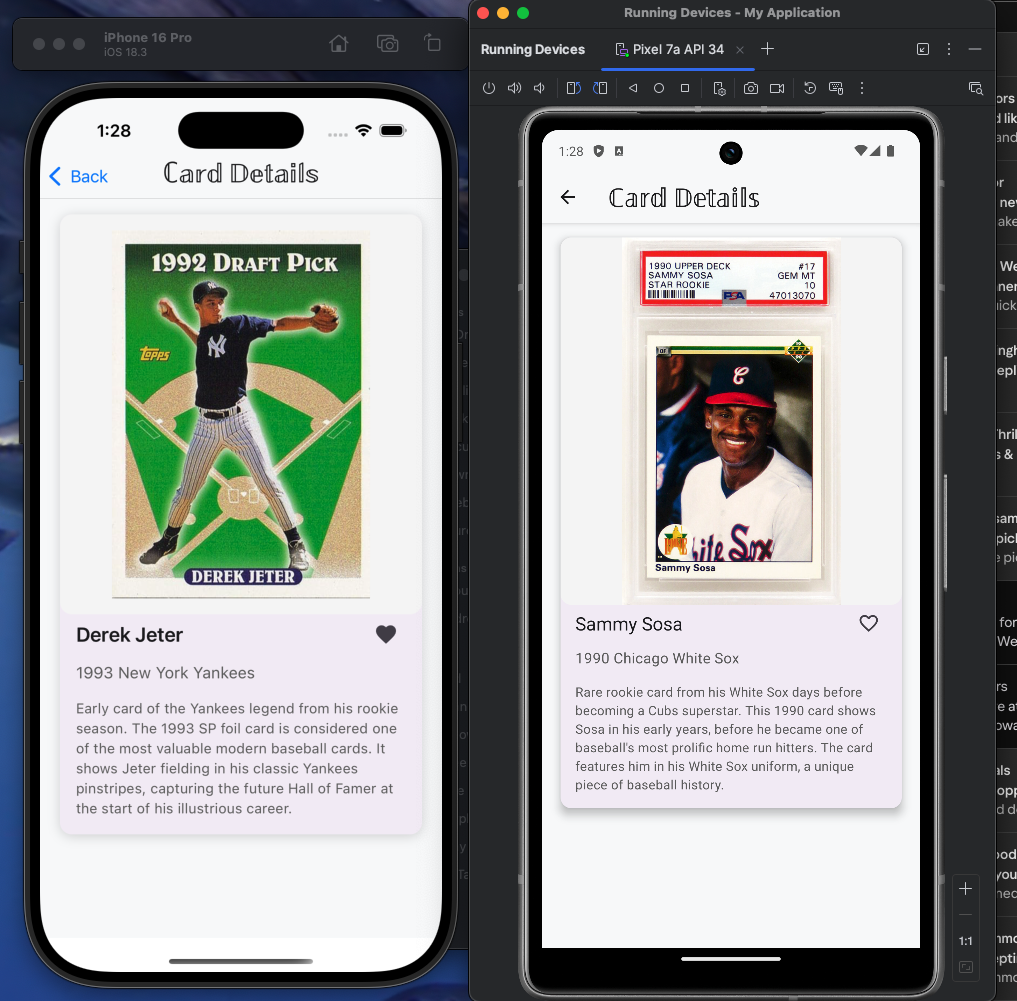 iPhone 16 Pro
iOS 18.3
1:28
Back
Card Details
1992 DRAFT PICK
Topps
NY
DEREK JETER
Derek Jeter
1993 New York Yankees
Early card of the Yankees legend from his rookie
season. The 1993 SP foil card is considered one
of the most valuable modern baseball cards. It
shows Jeter fielding in his classic Yankees
pinstripes, capturing the future Hall of Famer at
the start of his illustrious career.
Running Devices - My Application
Running Devices
Pixel 7a API 34
1:28
Card Details
1990 UPPER DECK #17
SAMMY SOSA GEM MT
STAR ROOKIE 10
PSA 47013070
OF
C
White Sox
Sammy Sosa
Sammy Sosa
1990 Chicago White Sox
Rare rookie card from his White Sox days before
becoming a Cubs superstar. This 1990 card shows
Sosa in his early years, before he became one of
baseball's most prolific home run hitters. The card
features him in his White Sox uniform, a unique
piece of baseball history.
1:1